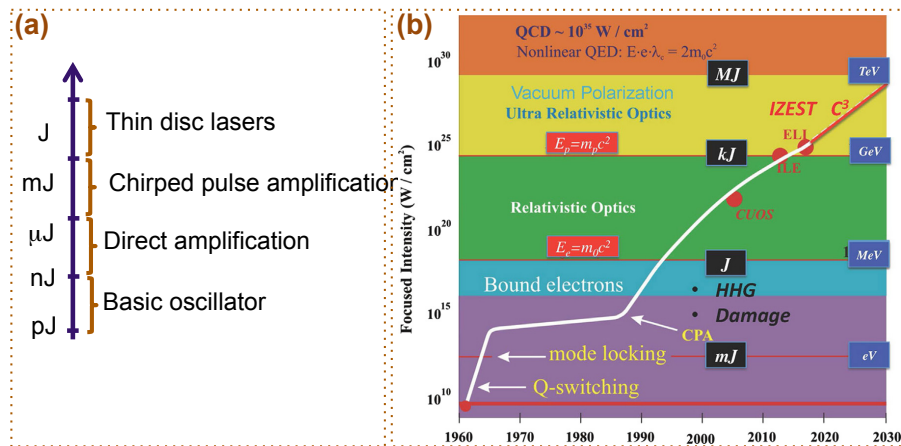 (a)
J
Thin disc lasers
mJ
Chirped pulse amplification
μJ
Direct amplification
nJ
Basic oscillator
pJ
(b)
Focused Intensity (W / cm²)
10³⁰
10²⁵
10²⁰
10¹⁵
10¹⁰
QCD ~ 10³⁵ W / cm²
Nonlinear QED: E·e·λ꜀ = 2m₀c²
MJ
TeV
Vacuum Polarization
Ultra Relativistic Optics
IZEST C³
ELI
Eₚ=mₚc²
kJ
GeV
ILE
CUOS
Relativistic Optics
Eₑ=m₀c²
J
MeV
Bound electrons
• HHG
• Damage
CPA
mode locking
mJ
eV
Q-switching
1960 1970 1980 1990 2000 2010 2020 2030